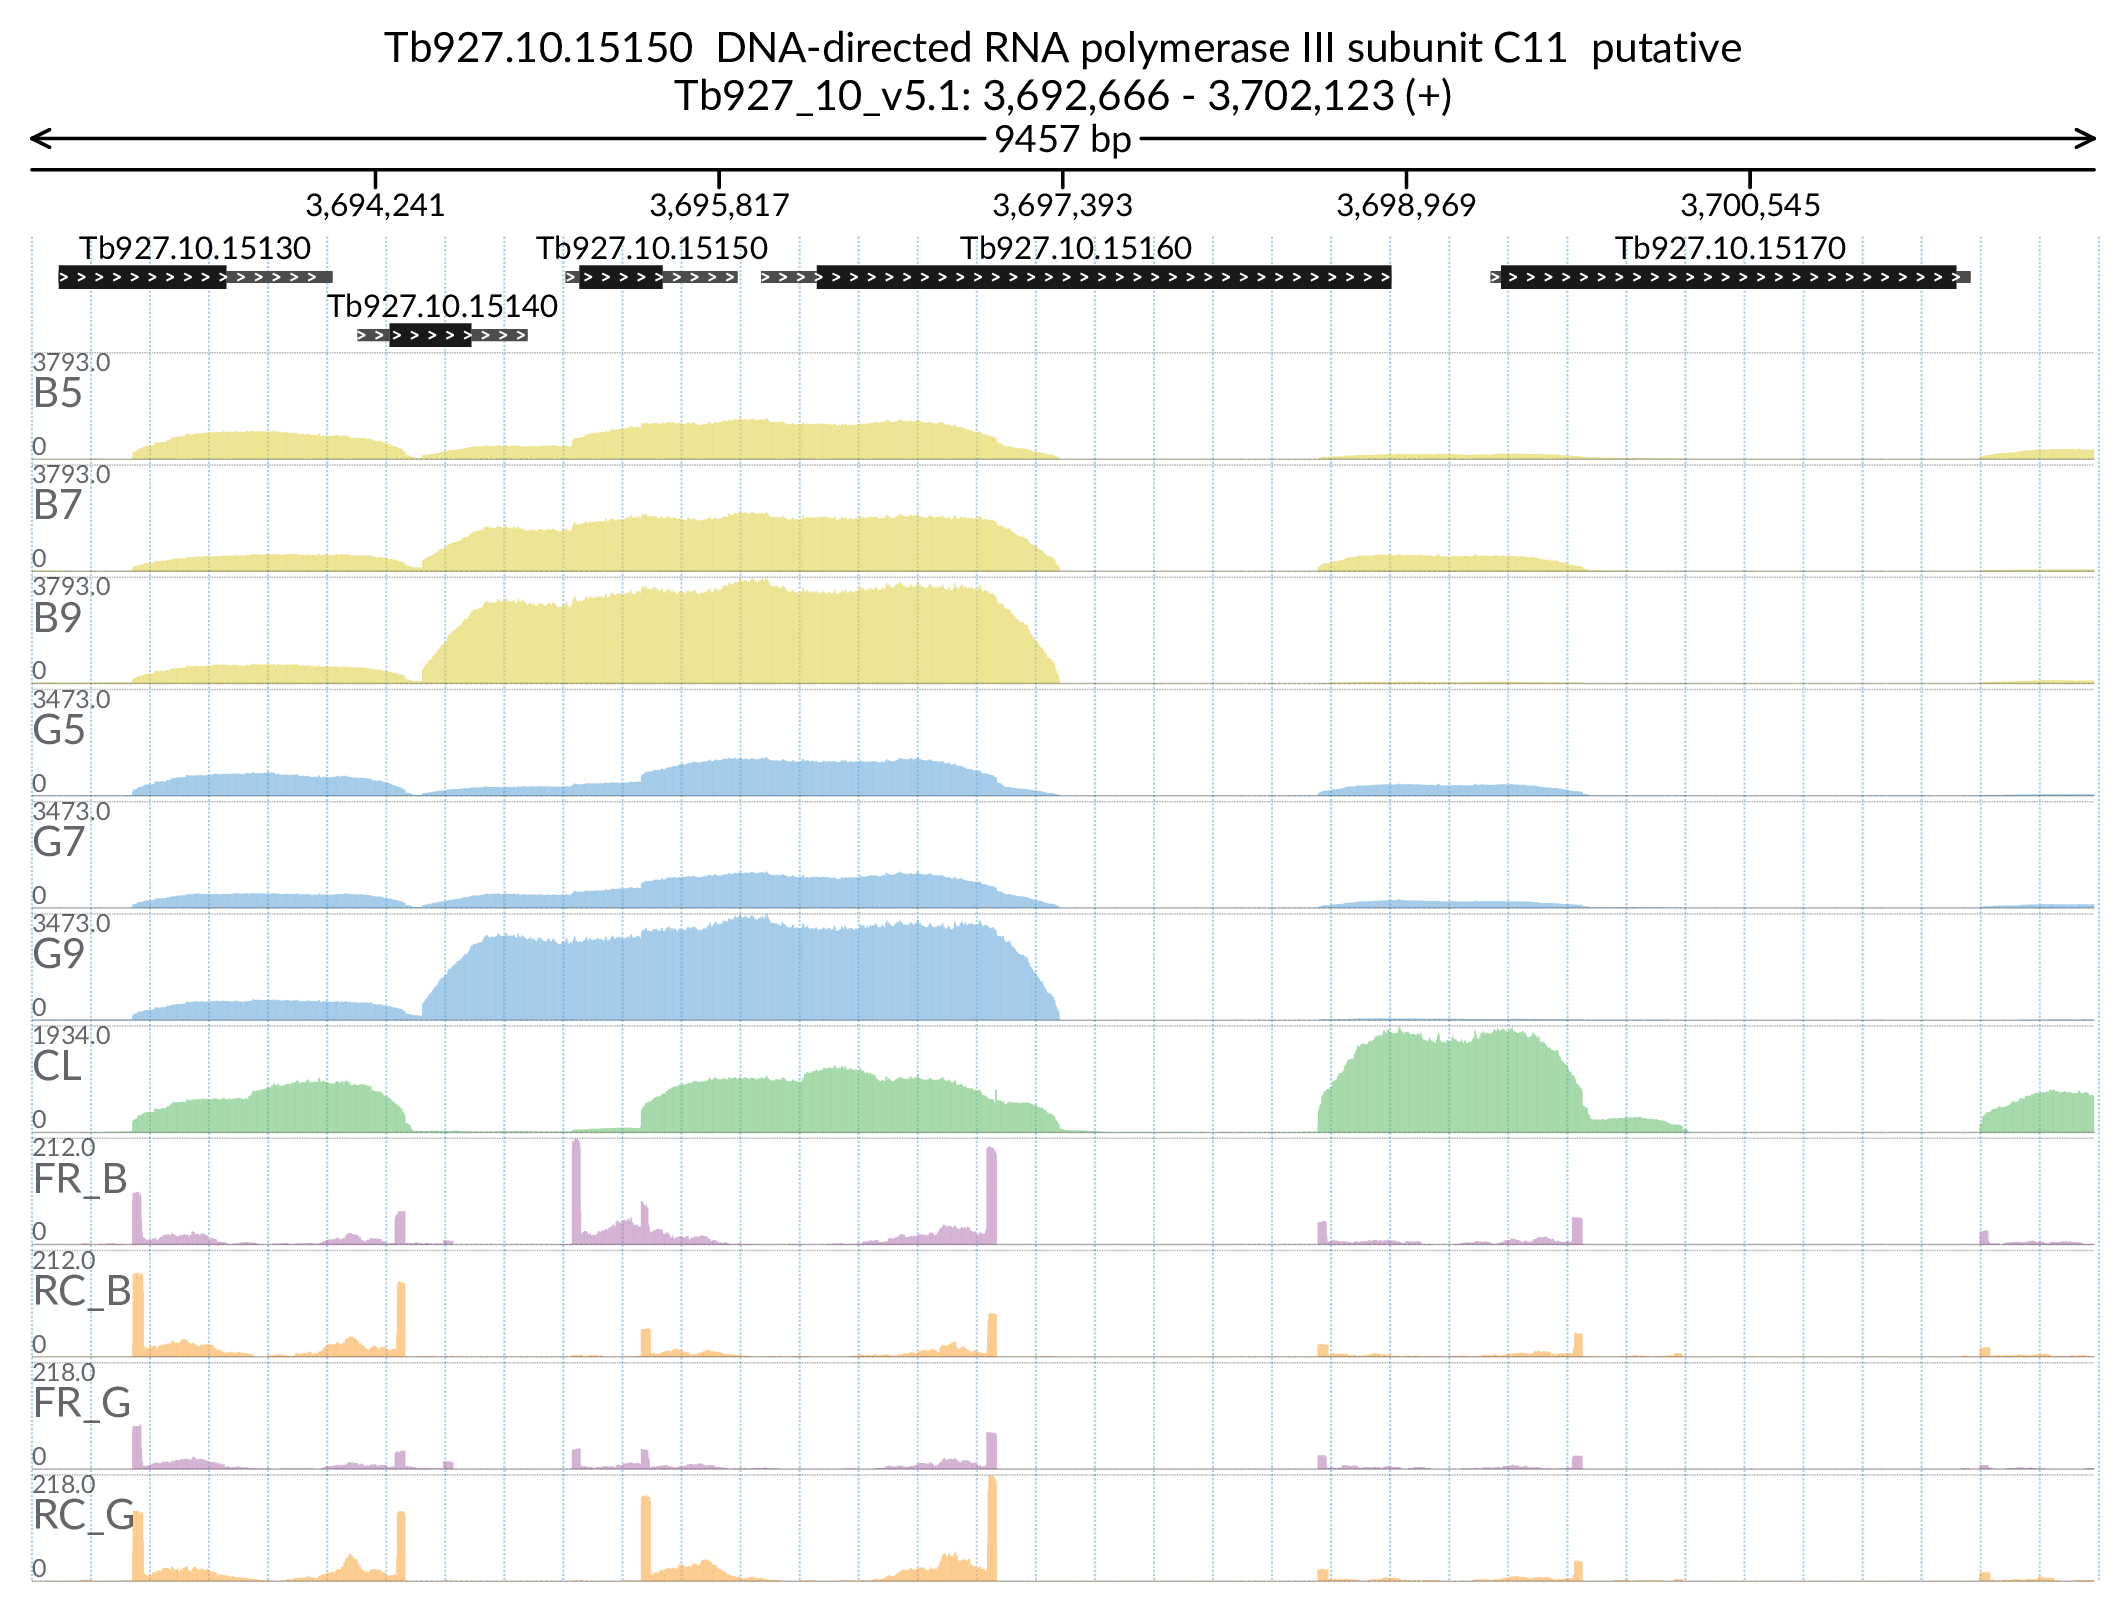 Tb927.10.15150  DNA-directed RNA polymerase III subunit C11  putative
Tb927_10_v5.1: 3,692,666 - 3,702,123 (+)
9457 bp
3,694,241 3,695,817 3,697,393 3,698,969 3,700,545
Tb927.10.15130 Tb927.10.15150 Tb927.10.15160 Tb927.10.15170
Tb927.10.15140
3793.0
B5
0
3793.0
B7
0
3793.0
B9
0
3473.0
G5
0
3473.0
G7
0
3473.0
G9
0
1934.0
CL
0
212.0
FR_B
0
212.0
RC_B
0
218.0
FR_G
0
218.0
RC_G
0